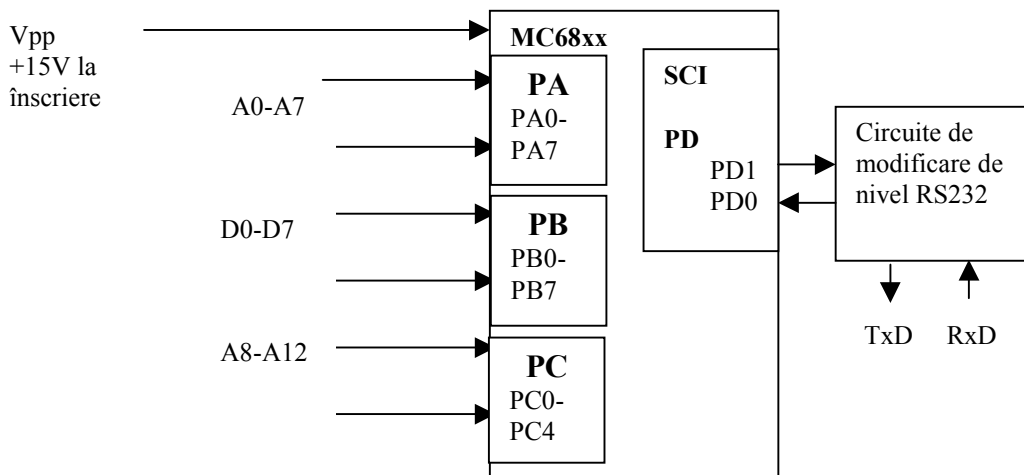 Vpp
+15V la
înscriere
A0-A7
D0-D7
A8-A12
MC68xx
PA
PA0-
PA7
PB
PB0-
PB7
PC
PC0-
PC4
SCI
PD
PD1
PD0
Circuite de
modificare de
nivel RS232
TxD RxD